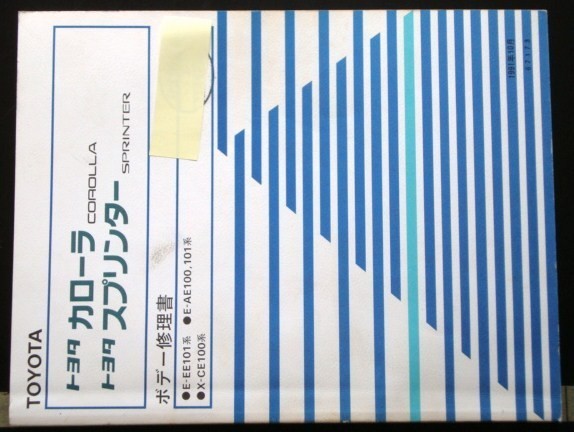 TOYOTA
トヨタ カローラ COROLLA
トヨタ スプリンター SPRINTER
ボデー修理書
●E-EE101系 ●E-AE100,101系
●X-CE100系
1991年10月